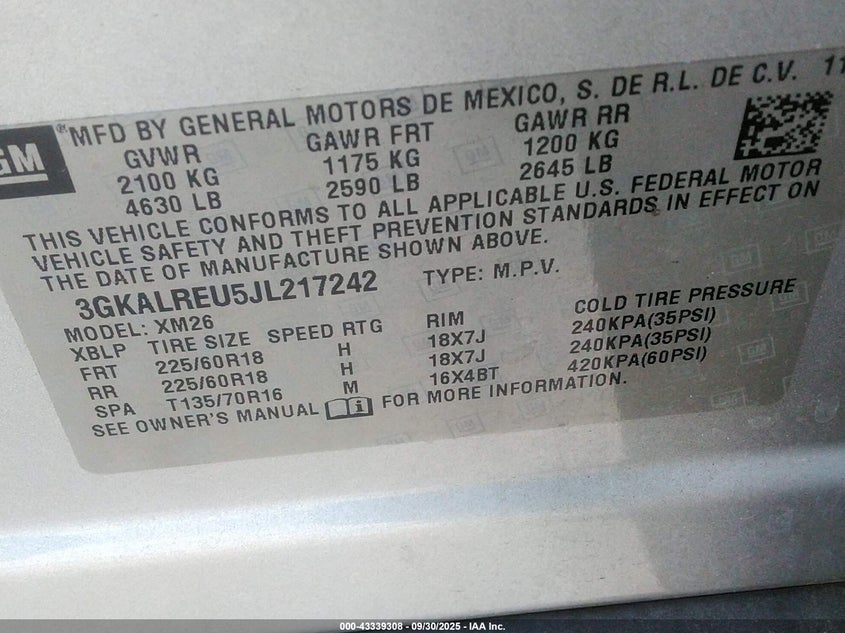 GM
®MFD BY GENERAL MOTORS DE MEXICO, S. DE R.L. DE C.V. 11
GVWR GAWR FRT GAWR RR
2100 KG 1175 KG 1200 KG
4630 LB 2590 LB 2645 LB
THIS VEHICLE CONFORMS TO ALL APPLICABLE U.S. FEDERAL MOTOR
VEHICLE SAFETY AND THEFT PREVENTION STANDARDS IN EFFECT ON
THE DATE OF MANUFACTURE SHOWN ABOVE.
3GKALREU5JL217242 TYPE: M.P.V.
MODEL: XM26
XBLP TIRE SIZE SPEED RTG RIM COLD TIRE PRESSURE
FRT 225/60R18 H 18X7J 240KPA(35PSI)
RR 225/60R18 H 18X7J 240KPA(35PSI)
SPA T135/70R16 M 16X4BT 420KPA(60PSI)
SEE OWNER'S MANUAL FOR MORE INFORMATION.
000-43339308 - 09/30/2025 - IAA Inc.